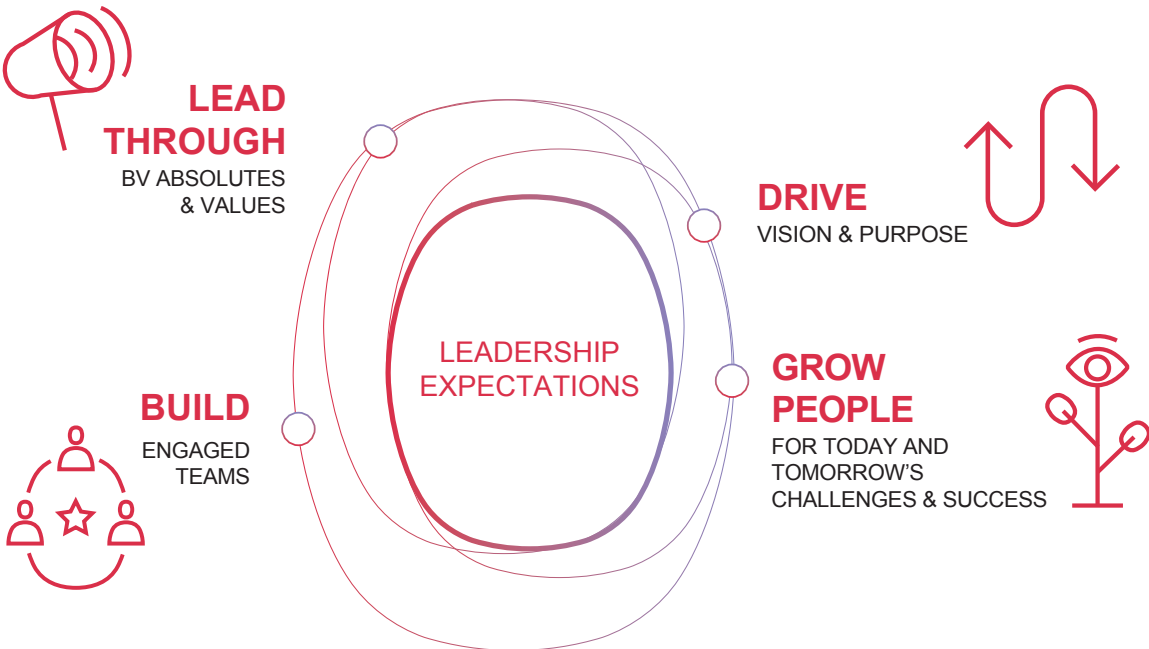 LEAD
THROUGH
BV ABSOLUTES
& VALUES
DRIVE
VISION & PURPOSE
LEADERSHIP
EXPECTATIONS
BUILD
ENGAGED
TEAMS
GROW
PEOPLE
FOR TODAY AND
TOMORROW'S
CHALLENGES & SUCCESS